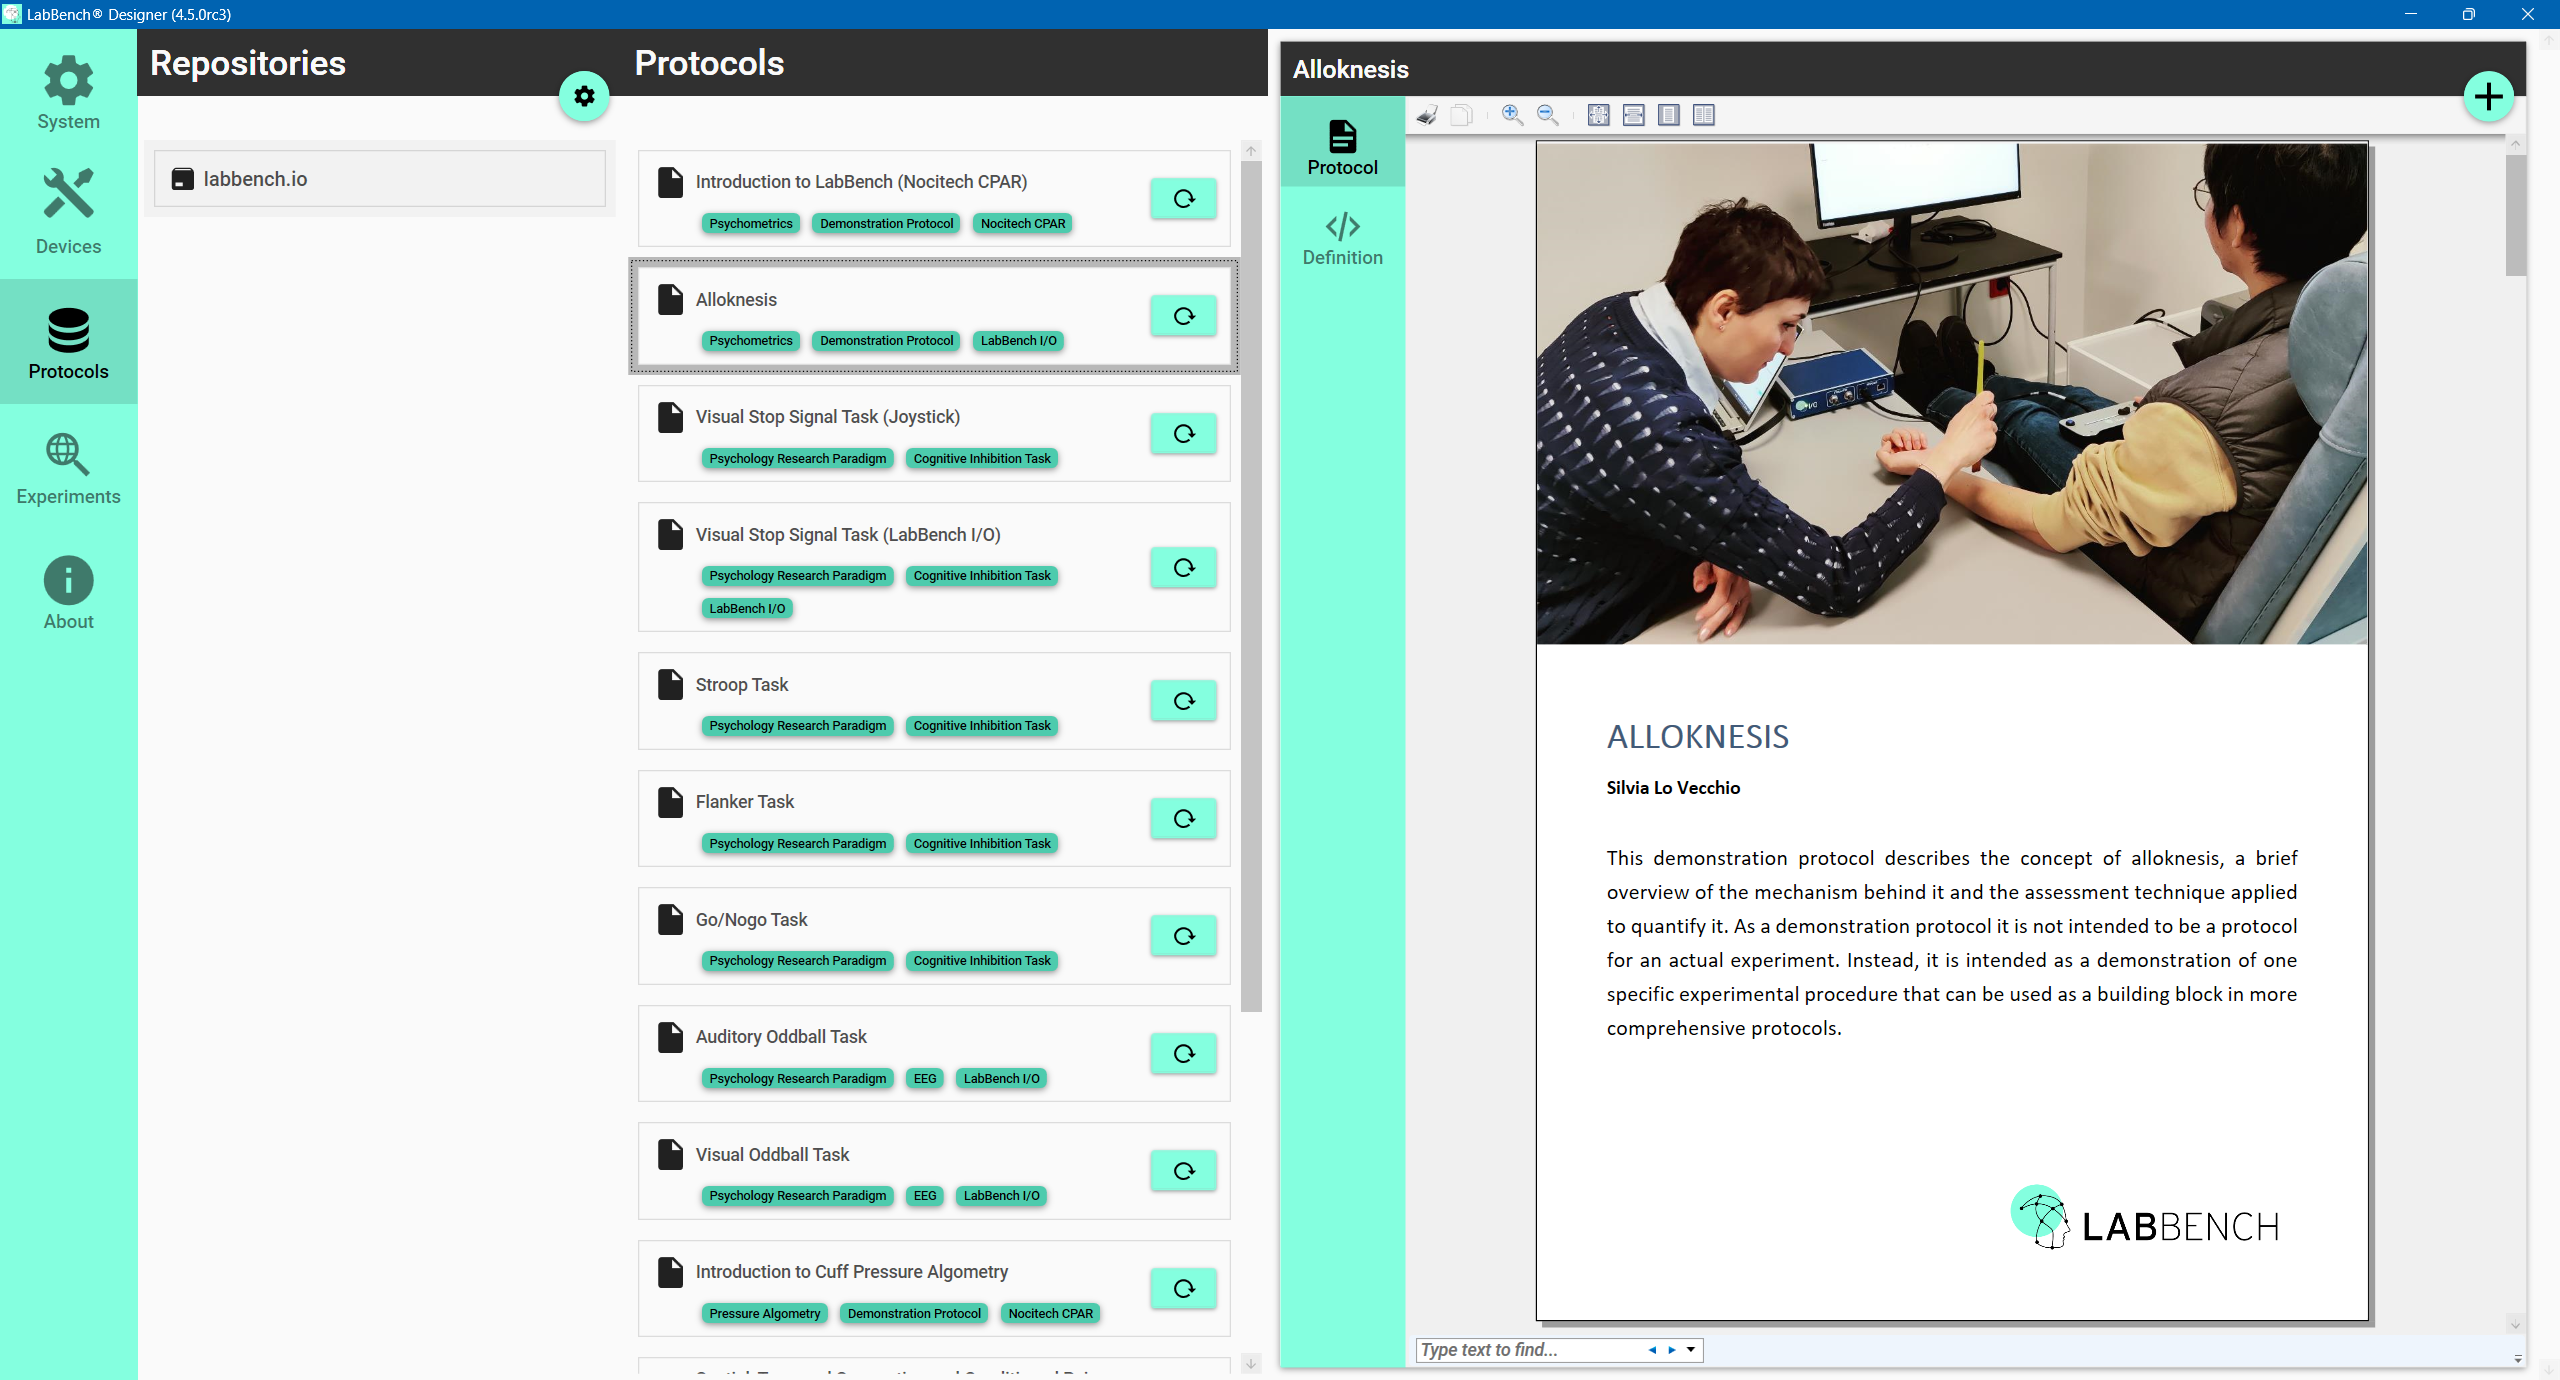 LabBench® Designer (4.5.0rc3)
System
Devices
Protocols
Experiments
About
Repositories
labbench.io
Protocols
Introduction to LabBench (Nocitech CPAR)
Psychometrics Demonstration Protocol Nocitech CPAR
Alloknesis
Psychometrics Demonstration Protocol LabBench I/O
Visual Stop Signal Task (Joystick)
Psychology Research Paradigm Cognitive Inhibition Task
Visual Stop Signal Task (LabBench I/O)
Psychology Research Paradigm Cognitive Inhibition Task
LabBench I/O
Stroop Task
Psychology Research Paradigm Cognitive Inhibition Task
Flanker Task
Psychology Research Paradigm Cognitive Inhibition Task
Go/Nogo Task
Psychology Research Paradigm Cognitive Inhibition Task
Auditory Oddball Task
Psychology Research Paradigm EEG LabBench I/O
Visual Oddball Task
Psychology Research Paradigm EEG LabBench I/O
Introduction to Cuff Pressure Algometry
Pressure Algometry Demonstration Protocol Nocitech CPAR
Alloknesis
Protocol
Definition
ALLOKNESIS
Silvia Lo Vecchio
This demonstration protocol describes the concept of alloknesis, a brief
overview of the mechanism behind it and the assessment technique applied
to quantify it. As a demonstration protocol it is not intended to be a protocol
for an actual experiment. Instead, it is intended as a demonstration of one
specific experimental procedure that can be used as a building block in more
comprehensive protocols.
LABBENCH
Type text to find...